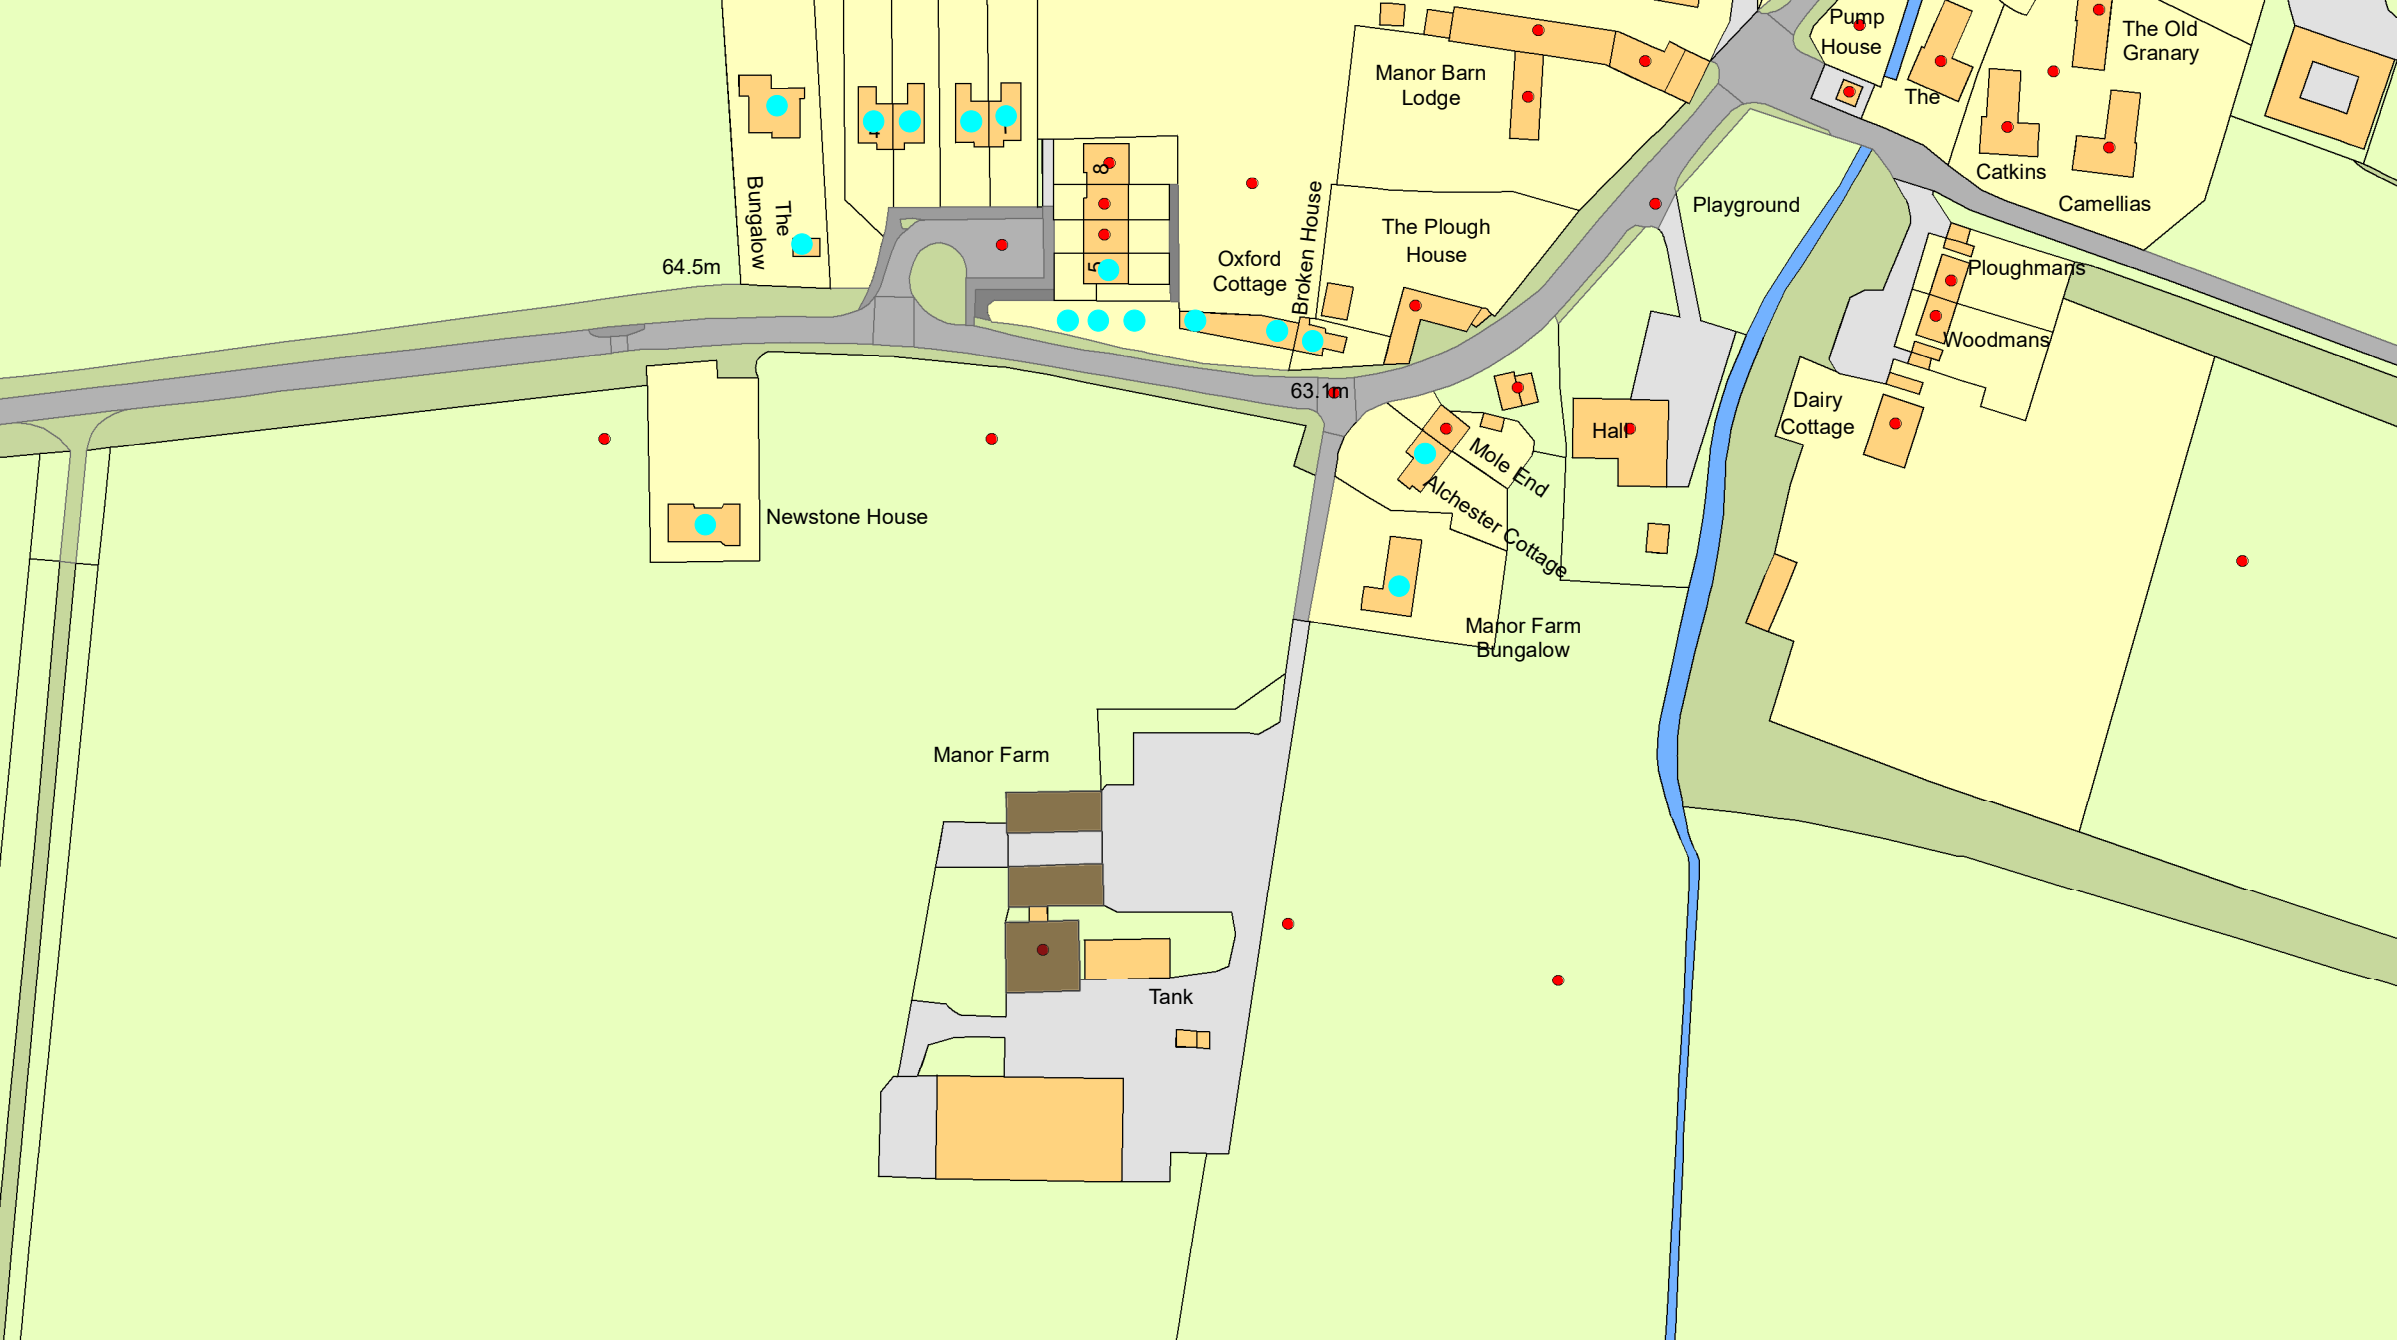 Pump
House
The Old
Granary
Manor Barn
Lodge
The
4
1
8
Catkins
Camellias
Playground
The
Bungalow
64.5m
5
Oxford
Cottage
Broken House
The Plough
House
Ploughmans
Woodmans
63.1m
Dairy
Cottage
Hall
Mole End
Alchester Cottage
Newstone House
Manor Farm
Bungalow
Manor Farm
Tank